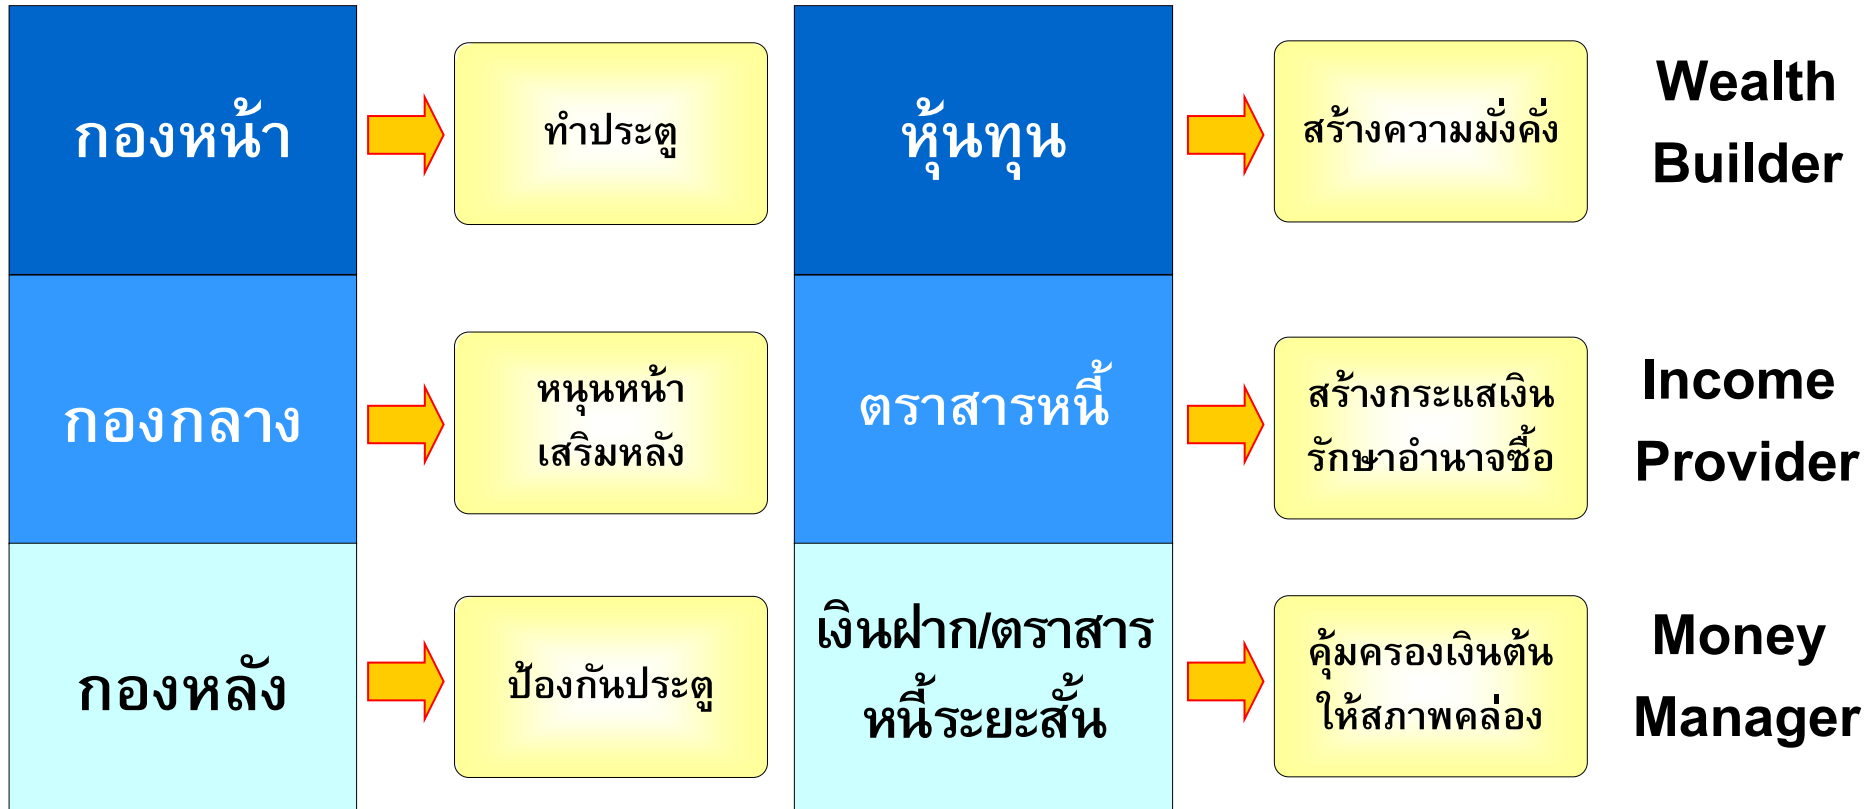 กองหน้า
ทำประตู
หุ้นทุน
สร้างความมั่งคั่ง
Wealth
Builder
กองกลาง
หนุนหน้า
เสริมหลัง
ตราสารหนี้
สร้างกระแสเงิน
รักษาอำนาจซื้อ
Income
Provider
กองหลัง
ป้องกันประตู
เงินฝาก/ตราสาร
หนี้ระยะสั้น
คุ้มครองเงินต้น
ให้สภาพคล่อง
Money
Manager